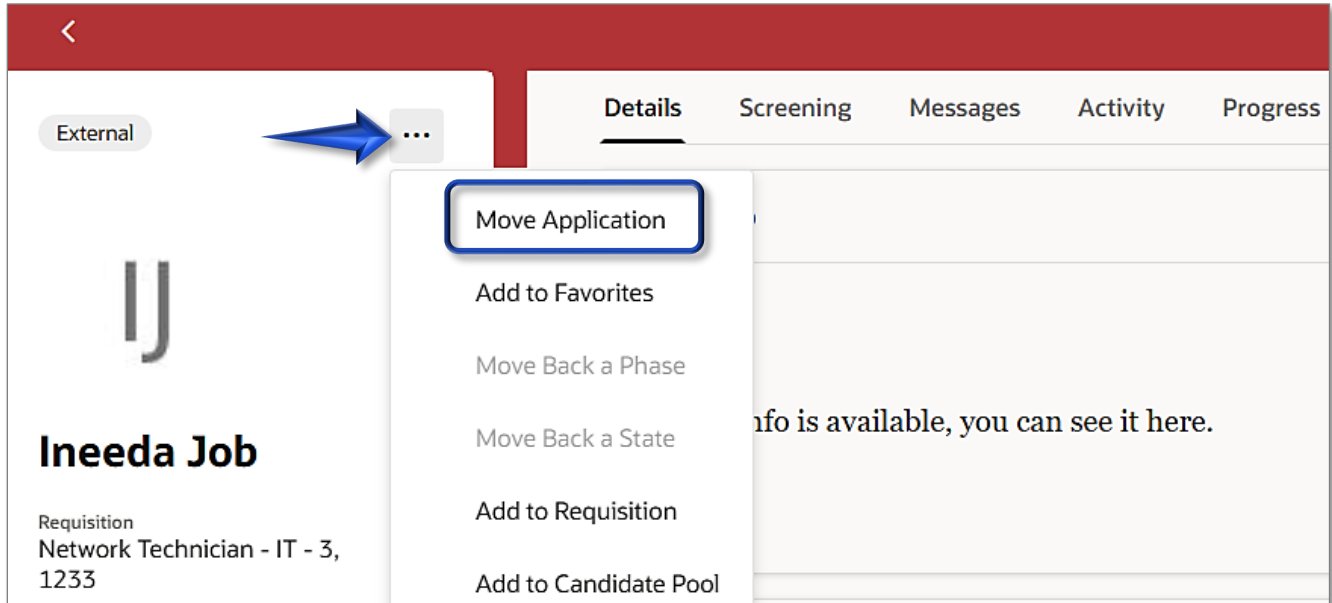 External
...
Details Screening Messages Activity Progress
Move Application
Add to Favorites
IJ
Move Back a Phase
Move Back a State
nfo is available, you can see it here.
Ineeda Job
Add to Requisition
Requisition
Network Technician - IT - 3,
1233
Add to Candidate Pool